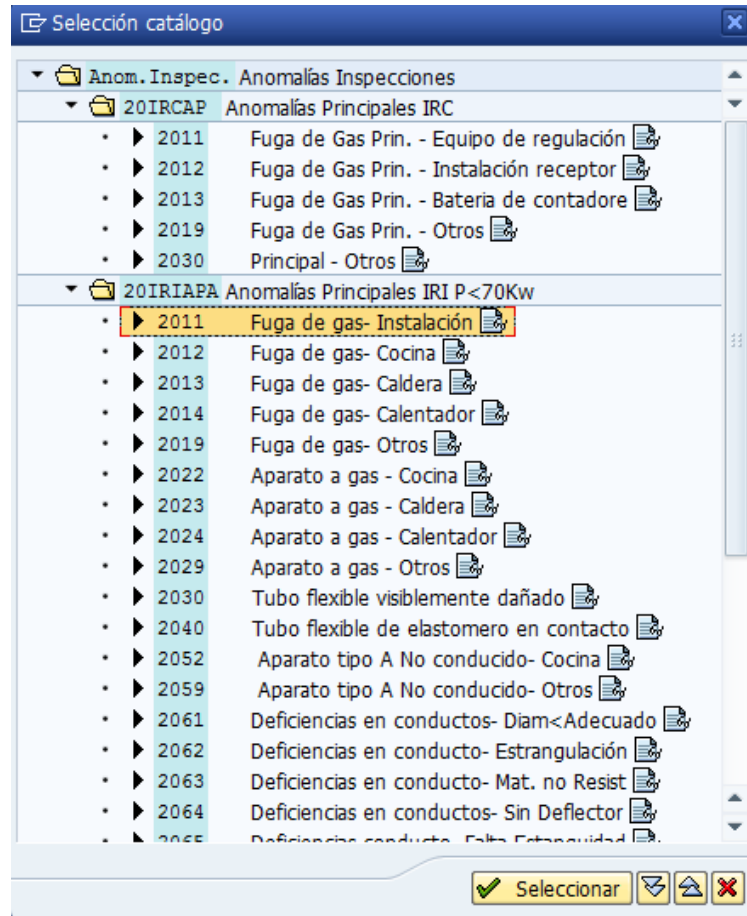 Selección catálogo
Anom.Inspec. Anomalías Inspecciones
20IRCAP Anomalías Principales IRC
2011 Fuga de Gas Prin. - Equipo de regulación
2012 Fuga de Gas Prin. - Instalación receptor
2013 Fuga de Gas Prin. - Bateria de contadore
2019 Fuga de Gas Prin. - Otros
2030 Principal - Otros
20IRIAPA Anomalías Principales IRI P<70Kw
2011 Fuga de gas- Instalación
2012 Fuga de gas- Cocina
2013 Fuga de gas- Caldera
2014 Fuga de gas- Calentador
2019 Fuga de gas- Otros
2022 Aparato a gas - Cocina
2023 Aparato a gas - Caldera
2024 Aparato a gas - Calentador
2029 Aparato a gas - Otros
2030 Tubo flexible visiblemente dañado
2040 Tubo flexible de elastomero en contacto
2052 Aparato tipo A No conducido- Cocina
2059 Aparato tipo A No conducido- Otros
2061 Deficiencias en conductos- Diam<Adecuado
2062 Deficiencias en conducto- Estrangulación
2063 Deficiencias en conducto- Mat. no Resist
2064 Deficiencias en conductos- Sin Deflector
2065 Deficiencias conducto- Falta Estanquidad
Seleccionar